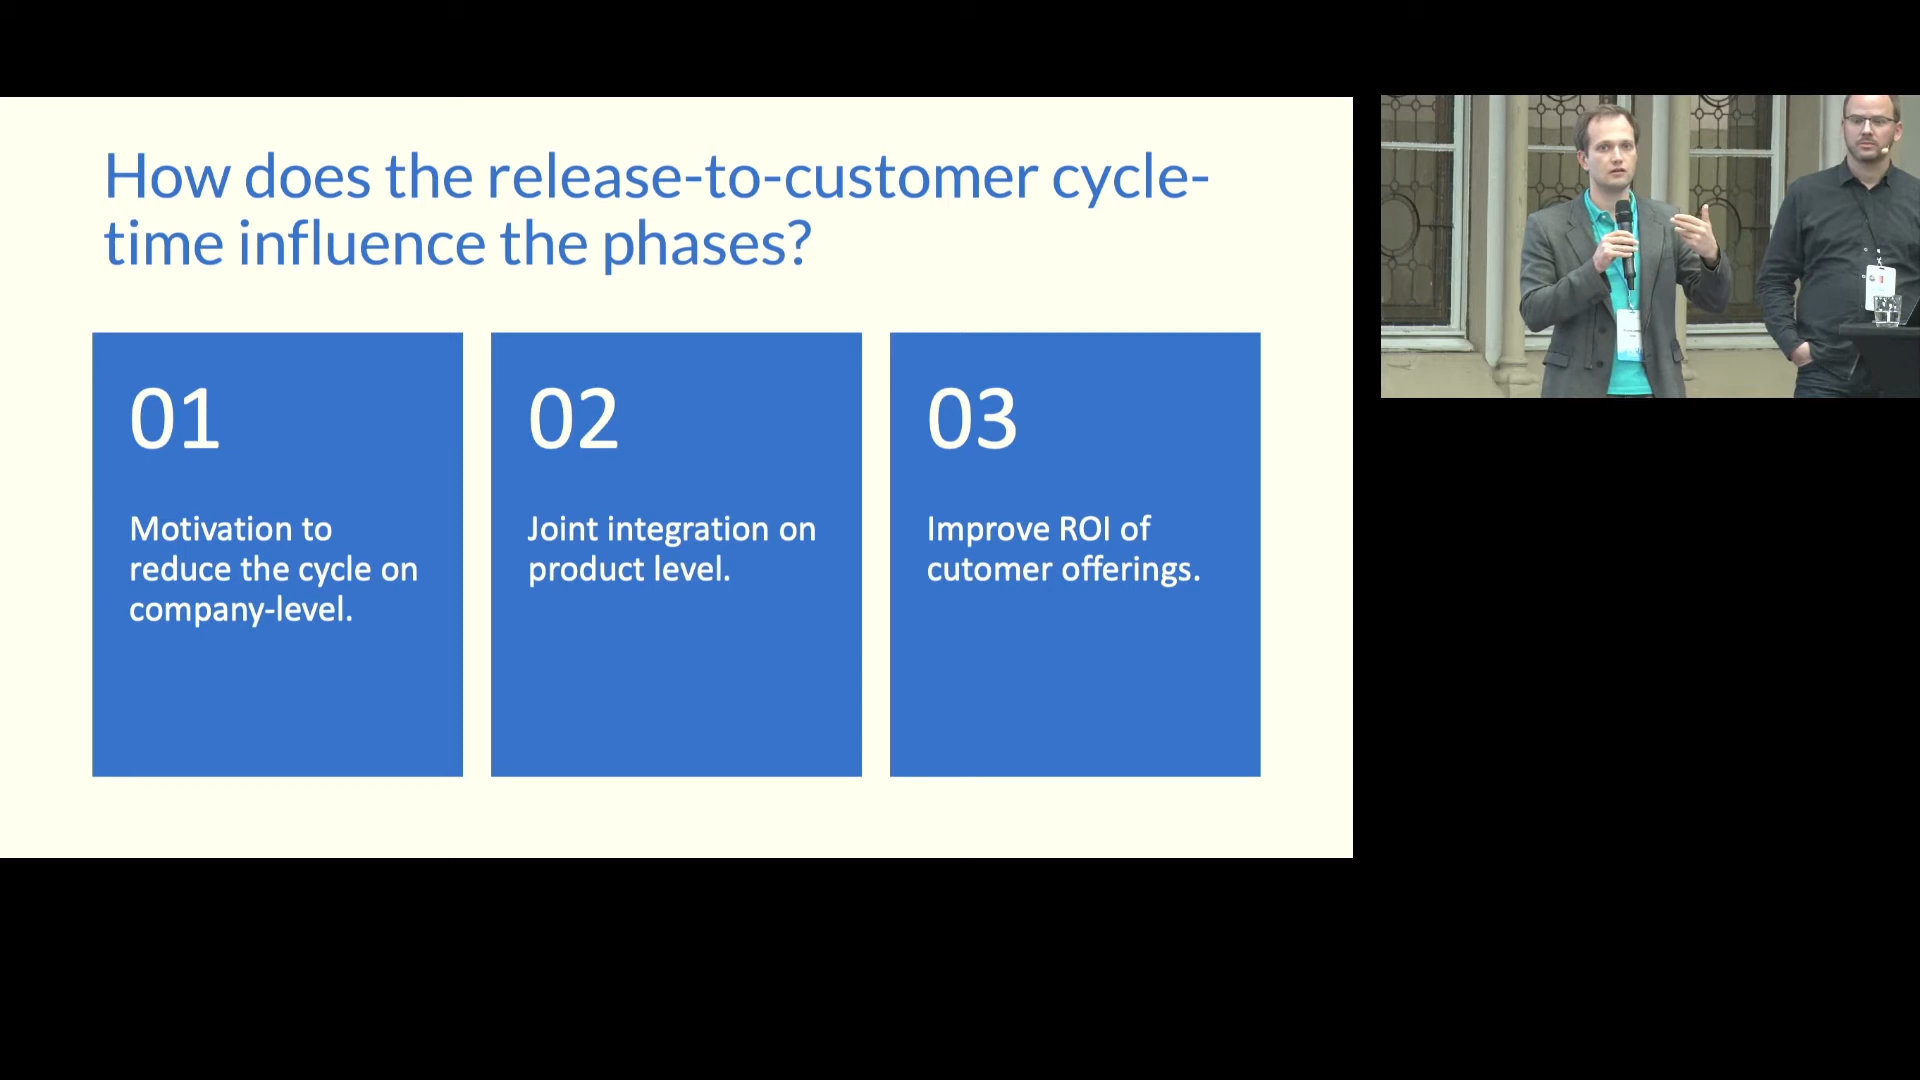 How does the release-to-customer cycle-
time influence the phases?
01
Motivation to
reduce the cycle on
company-level.
02
Joint integration on
product level.
03
Improve ROI of
cutomer offerings.